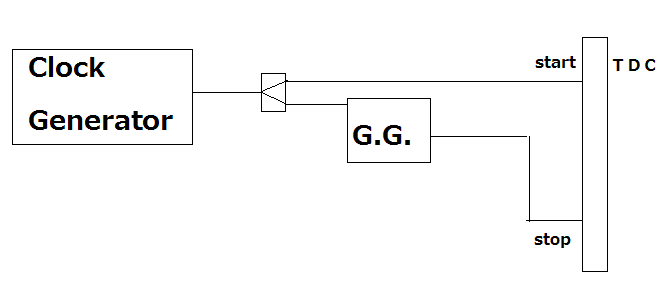 Clock
Generator
start
T D C
G.G.
stop